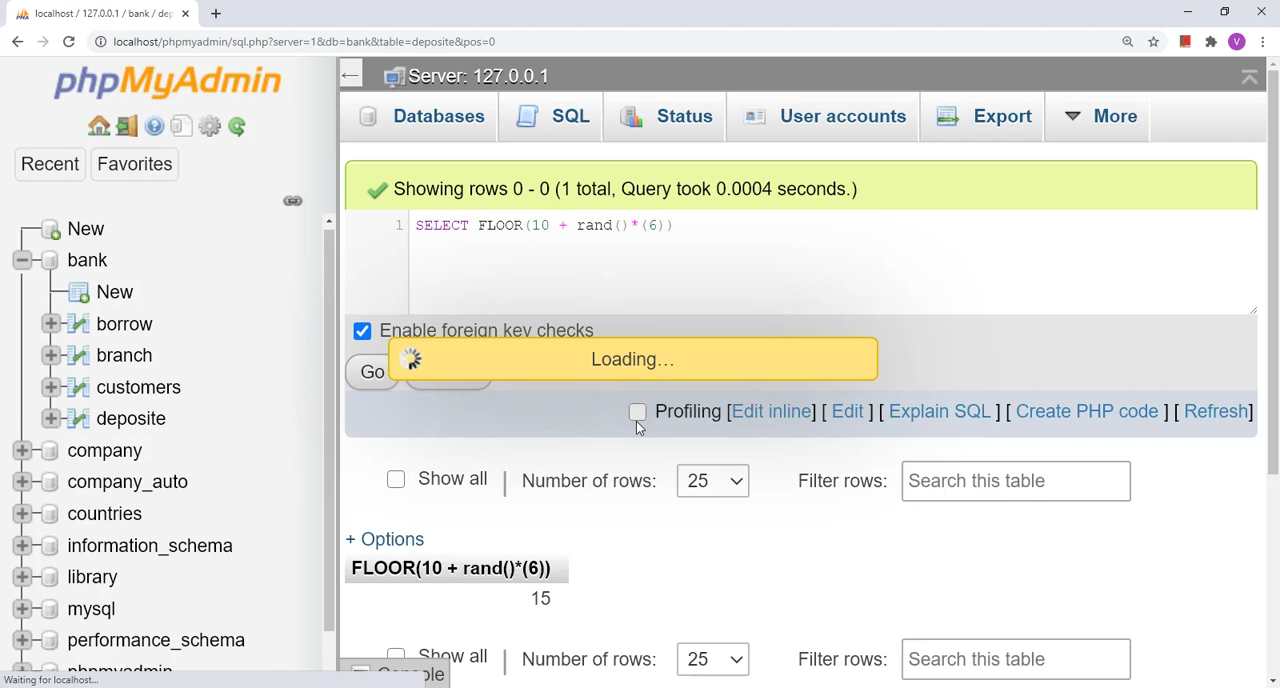 localhost / 127.0.0.1 / bank / dep
localhost/phpmyadmin/sql.php?server=1&db=bank&table=deposite&pos=0
V
phpMyAdmin
Recent
Favorites
New
bank
New
borrow
branch
customers
deposite
company
company_auto
countries
information_schema
library
mysql
performance_schema
phpmyadmin
Waiting for localhost...
Server: 127.0.0.1
Databases
SQL
Status
User accounts
Export
More
Showing rows 0 - 0 (1 total, Query took 0.0004 seconds.)
1 SELECT FLOOR(10 + rand()*(6))
Enable foreign key checks
Loading…
Go
Profiling [Edit inline] [ Edit ] [ Explain SQL ] [ Create PHP code ] [ Refresh]
Show all | Number of rows: 25 Filter rows: Search this table
+ Options
FLOOR(10 + rand()*(6))
15
Show all | Number of rows: 25 Filter rows: Search this table
Console